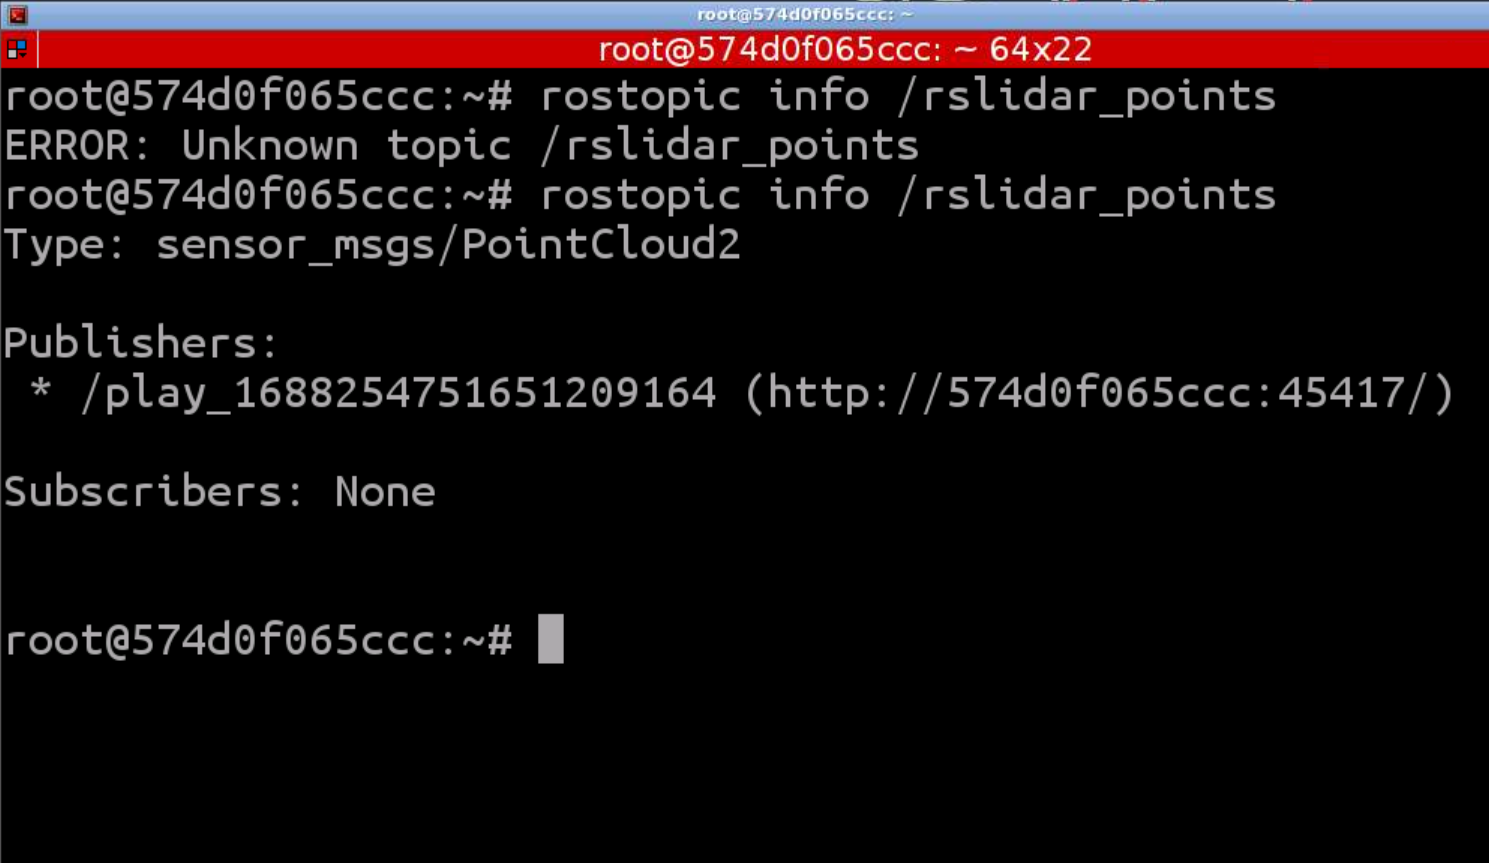 root@574d0f065ccc: ~
root@574d0f065ccc: ~ 64x22
root@574d0f065ccc:~# rostopic info /rslidar_points
ERROR: Unknown topic /rslidar_points
root@574d0f065ccc:~# rostopic info /rslidar_points
Type: sensor_msgs/PointCloud2
Publishers:
 * /play_1688254751651209164 (http://574d0f065ccc:45417/)
Subscribers: None
root@574d0f065ccc:~#